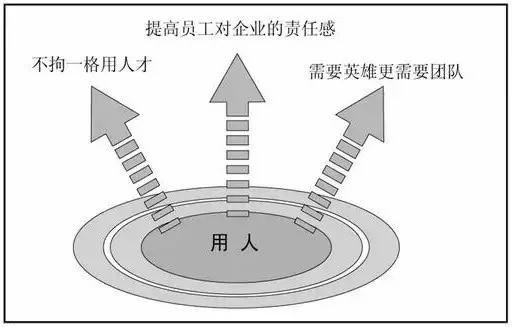 提高员工对企业的责任感
不拘一格用人才
需要英雄更需要团队
用人